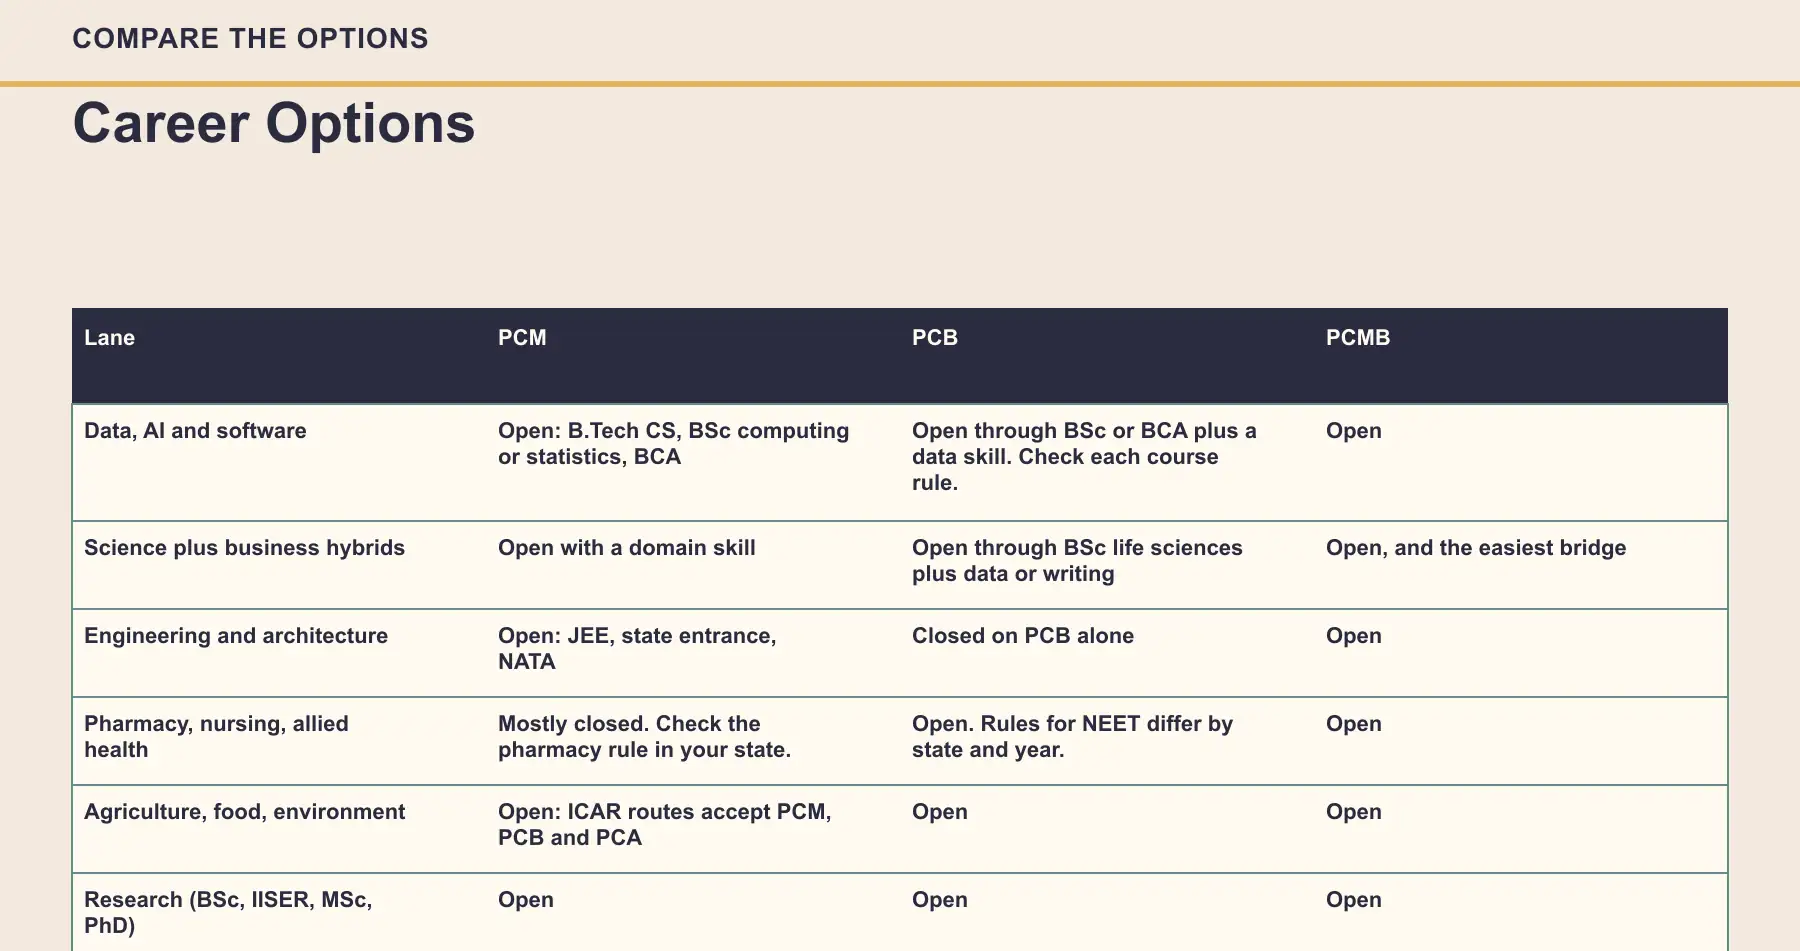 COMPARE THE OPTIONS
Career Options
Lane PCM PCB PCMB
Data, AI and software
Open: B.Tech CS, BSc computing
or statistics, BCA
Open through BSc or BCA plus a
data skill. Check each course
rule.
Open
Science plus business hybrids
Open with a domain skill
Open through BSc life sciences
plus data or writing
Open, and the easiest bridge
Engineering and architecture
Open: JEE, state entrance,
NATA
Closed on PCB alone
Open
Pharmacy, nursing, allied
health
Mostly closed. Check the
pharmacy rule in your state.
Open. Rules for NEET differ by
state and year.
Open
Agriculture, food, environment
Open: ICAR routes accept PCM,
PCB and PCA
Open
Open
Research (BSc, IISER, MSc,
PhD)
Open
Open
Open